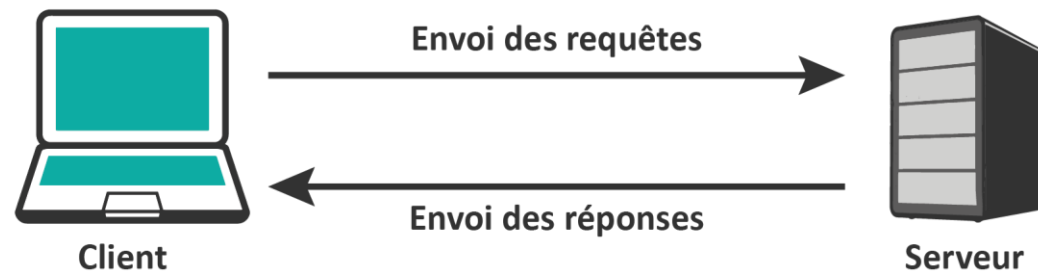 Envoi des requêtes
Envoi des réponses
Client
Serveur